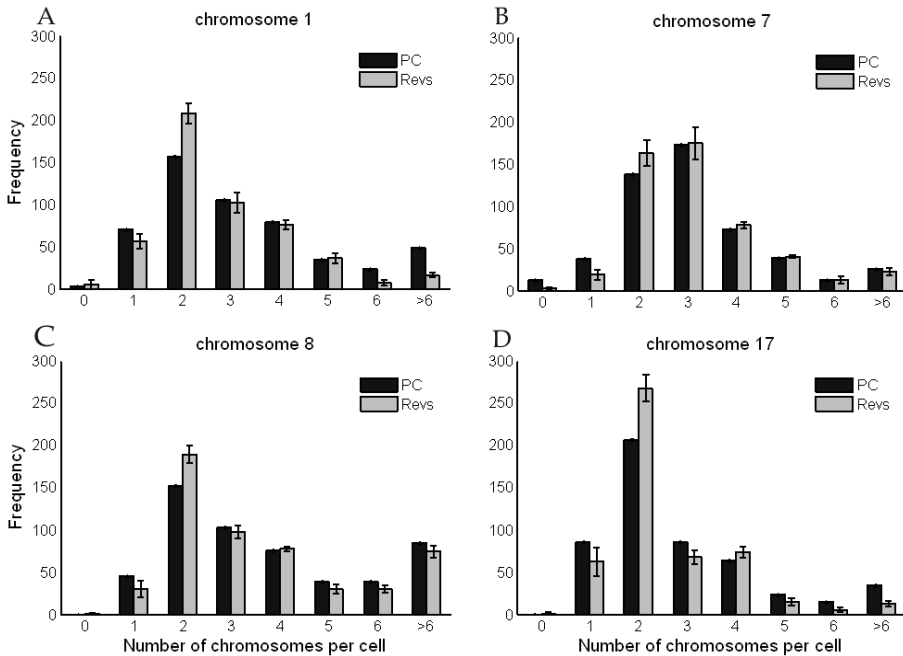 A
chromosome 1
300
250
200
150
100
50
0
Frequency
PC
Revs
0 1 2 3 4 5 6 >6
B
chromosome 7
300
250
200
150
100
50
0
PC
Revs
0 1 2 3 4 5 6 >6
C
chromosome 8
300
250
200
150
100
50
0
Frequency
PC
Revs
0 1 2 3 4 5 6 >6
Number of chromosomes per cell
D
chromosome 17
300
250
200
150
100
50
0
PC
Revs
0 1 2 3 4 5 6 >6
Number of chromosomes per cell